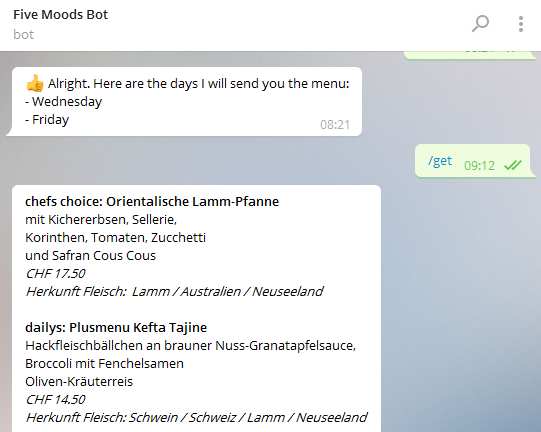 Five Moods Bot
bot
👍 Alright. Here are the days I will send you the menu:
- Wednesday
- Friday
08:21
/get 09:12
chefs choice: Orientalische Lamm-Pfanne
mit Kichererbsen, Sellerie,
Korinthen, Tomaten, Zucchetti
und Safran Cous Cous
CHF 17.50
Herkunft Fleisch: Lamm / Australien / Neuseeland
dailys: Plusmenu Kefta Tajine
Hackfleischbällchen an brauner Nuss-Granatapfelsauce,
Broccoli mit Fenchelsamen
Oliven-Kräuterreis
CHF 14.50
Herkunft Fleisch: Schwein / Schweiz / Lamm / Neuseeland